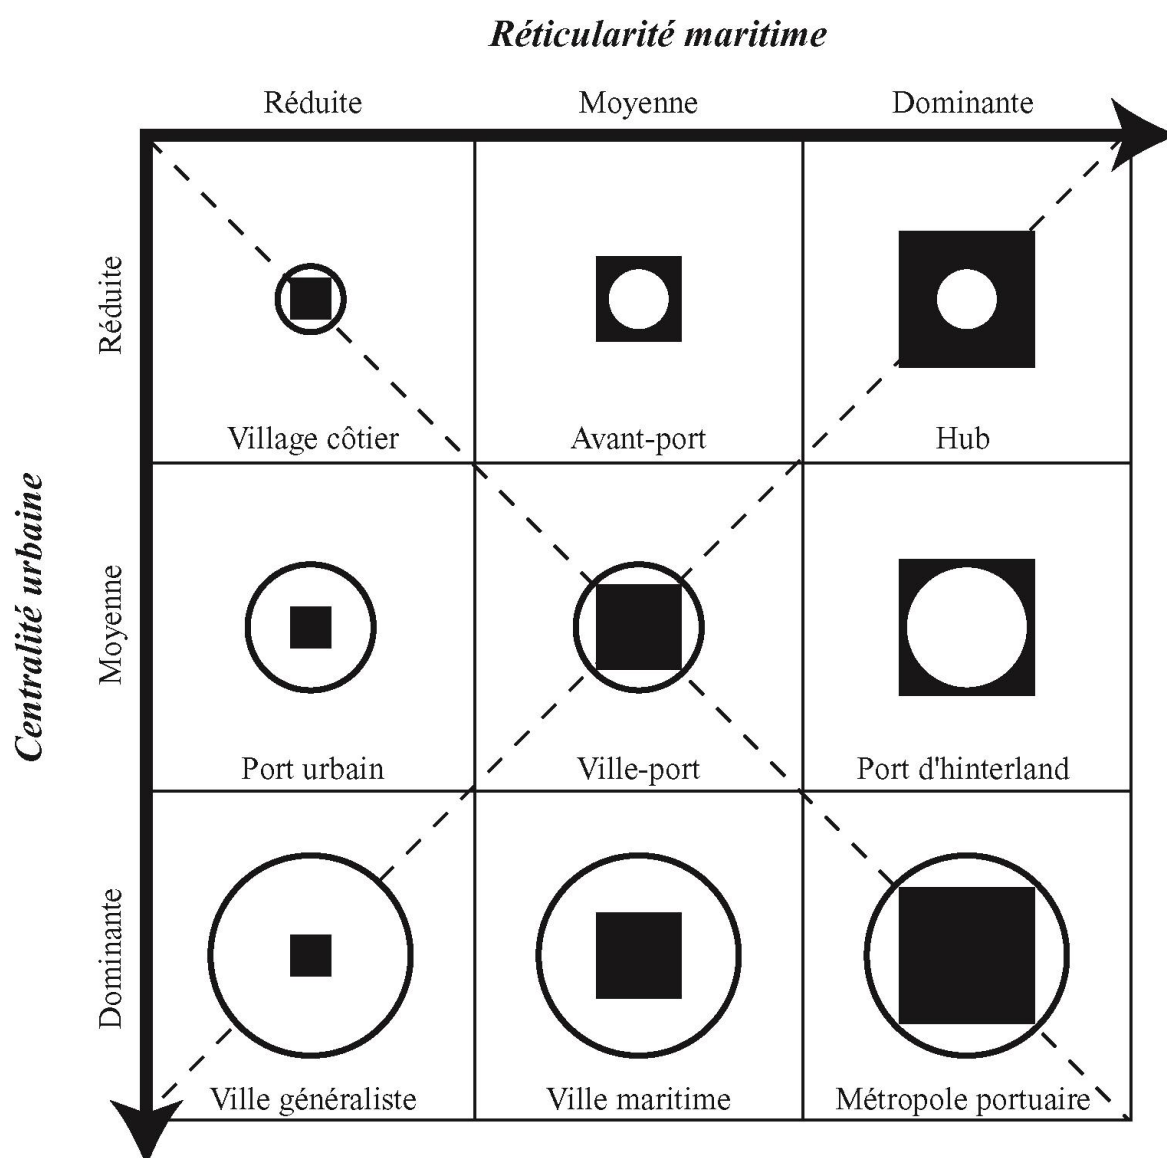 Réticularité maritime
Réduite
Moyenne
Dominante
Centralité urbaine
Réduite
Village côtier
Avant-port
Hub
Moyenne
Port urbain
Ville-port
Port d'hinterland
Dominante
Ville généraliste
Ville maritime
Métropole portuaire